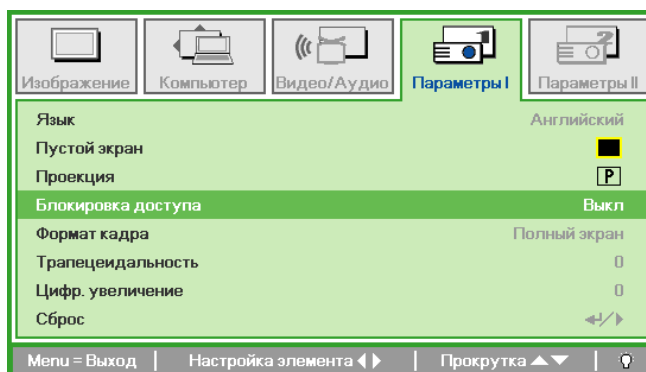 Изображение Компьютер Видео/Аудио Параметры I Параметры II
Язык Английский
Пустой экран
Проекция P
Блокировка доступа Выкл
Формат кадра Полный экран
Трапецеидальность 0
Цифр. увеличение 0
Сброс
Menu = Выход | Настройка элемента | Прокрутка